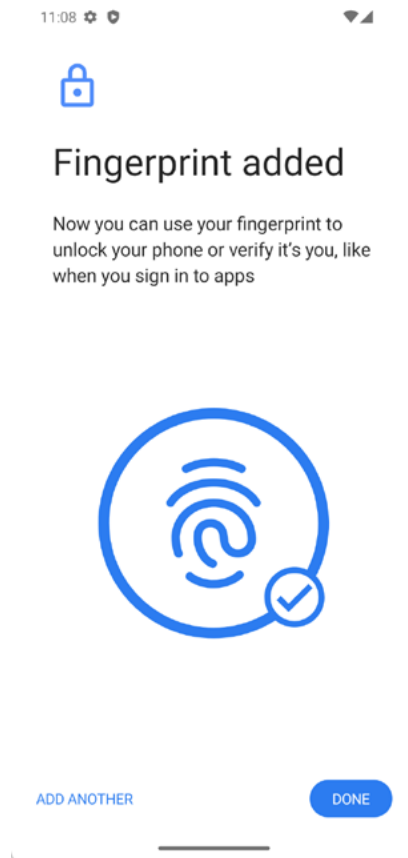 11:08
Fingerprint added
Now you can use your fingerprint to
unlock your phone or verify it's you, like
when you sign in to apps
ADD ANOTHER
DONE